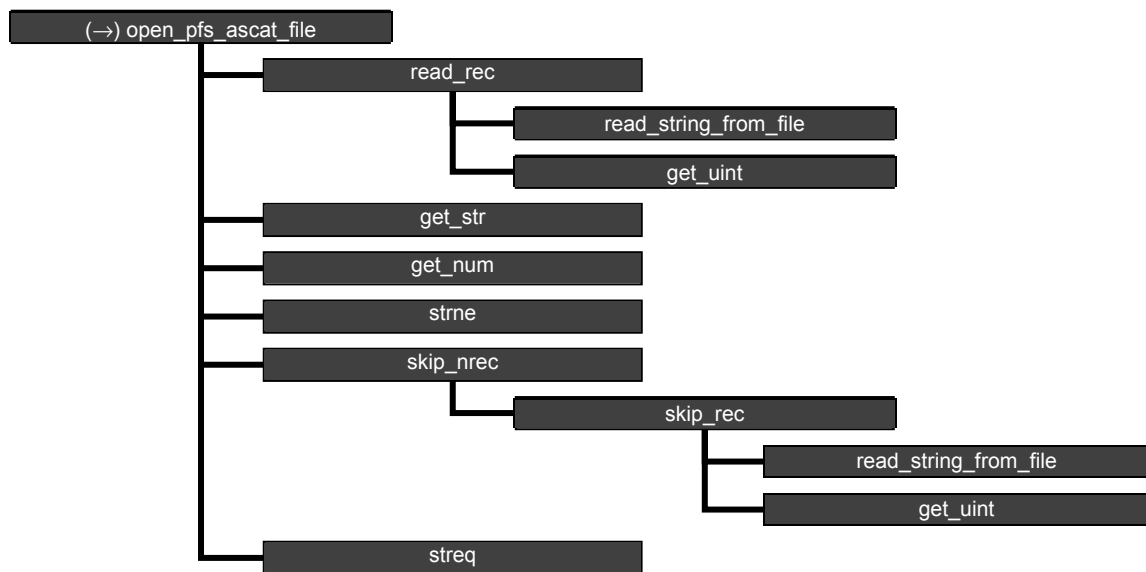 (→) open_pfs_ascat_file
read_rec
read_string_from_file
get_uint
get_str
get_num
strne
skip_nrec
skip_rec
read_string_from_file
get_uint
streq